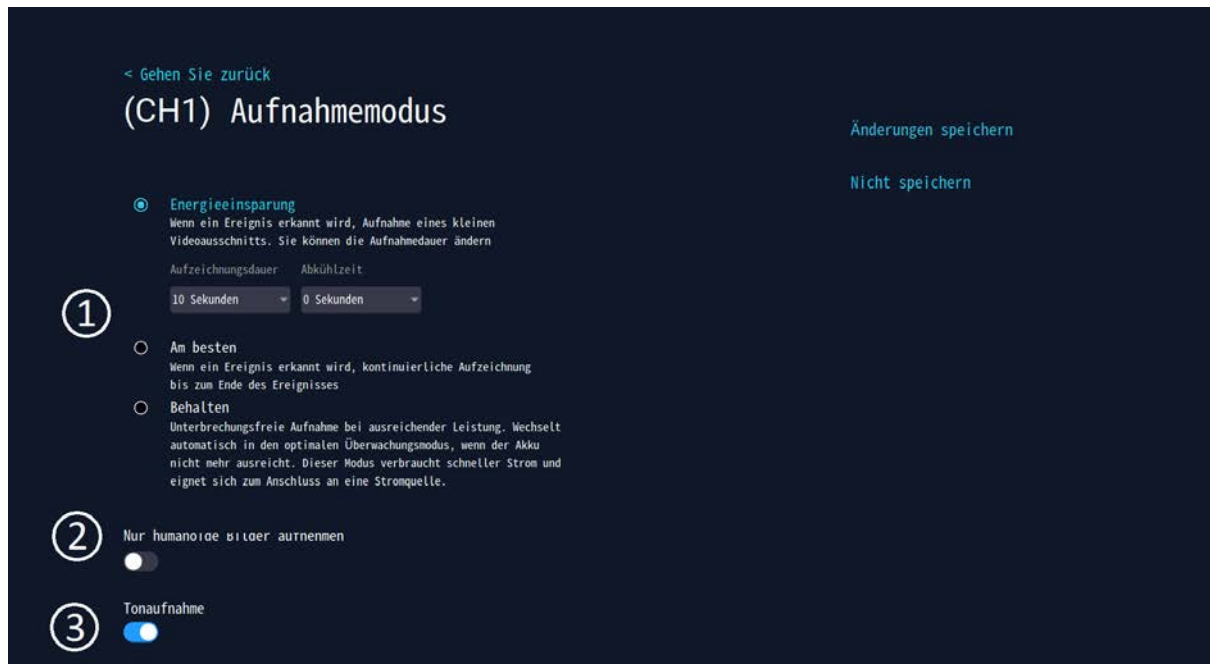 < Gehen Sie zurück
(CH1) Aufnahmemodus
Änderungen speichern
Nicht speichern
Energieeinsparung
Wenn ein Ereignis erkannt wird, Aufnahme eines kleinen
Videoausschnitts. Sie können die Aufnahmedauer ändern
Aufzeichnungsdauer Abkühlzeit
10 Sekunden 0 Sekunden
1
Am besten
Wenn ein Ereignis erkannt wird, kontinuierliche Aufzeichnung
bis zum Ende des Ereignisses
Behalten
Unterbrechungsfreie Aufnahme bei ausreichender Leistung. Wechselt
automatisch in den optimalen Überwachungsmodus, wenn der Akku
nicht mehr ausreicht. Dieser Modus verbraucht schneller Strom und
eignet sich zum Anschluss an eine Stromquelle.
2
Nur humanoide Bilder aufnehmen
3
Tonaufnahme